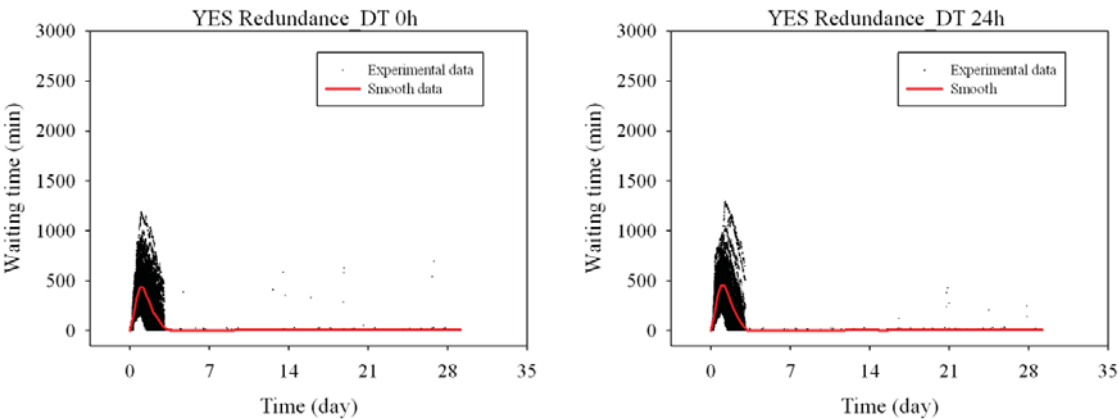 YES Redundance_DT 0h
3000
2500
2000
1500
1000
500
0
Waiting time (min)
Experimental data
Smooth data
0 7 14 21 28 35
Time (day)
YES Redundance_DT 24h
3000
2500
2000
1500
1000
500
0
Waiting time (min)
Experimental data
Smooth
0 7 14 21 28 35
Time (day)